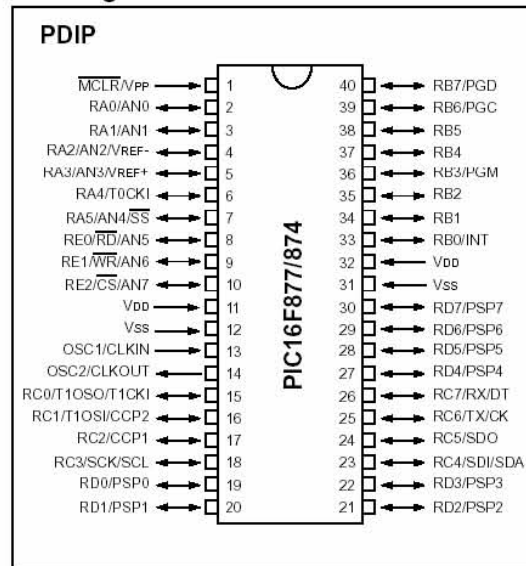 PDIP
MCLR/VPP 1 40 RB7/PGD
RA0/AN0 2 39 RB6/PGC
RA1/AN1 3 38 RB5
RA2/AN2/VREF- 4 37 RB4
RA3/AN3/VREF+ 5 36 RB3/PGM
RA4/T0CKI 6 35 RB2
RA5/AN4/SS 7 34 RB1
RE0/RD/AN5 8 33 RB0/INT
RE1/WR/AN6 9 32 VDD
RE2/CS/AN7 10 31 VSS
VDD 11 30 RD7/PSP7
VSS 12 29 RD6/PSP6
OSC1/CLKIN 13 28 RD5/PSP5
OSC2/CLKOUT 14 27 RD4/PSP4
RC0/T1OSO/T1CKI 15 26 RC7/RX/DT
RC1/T1OSI/CCP2 16 25 RC6/TX/CK
RC2/CCP1 17 24 RC5/SDO
RC3/SCK/SCL 18 23 RC4/SDI/SDA
RD0/PSP0 19 22 RD3/PSP3
RD1/PSP1 20 21 RD2/PSP2
PIC16F877/874